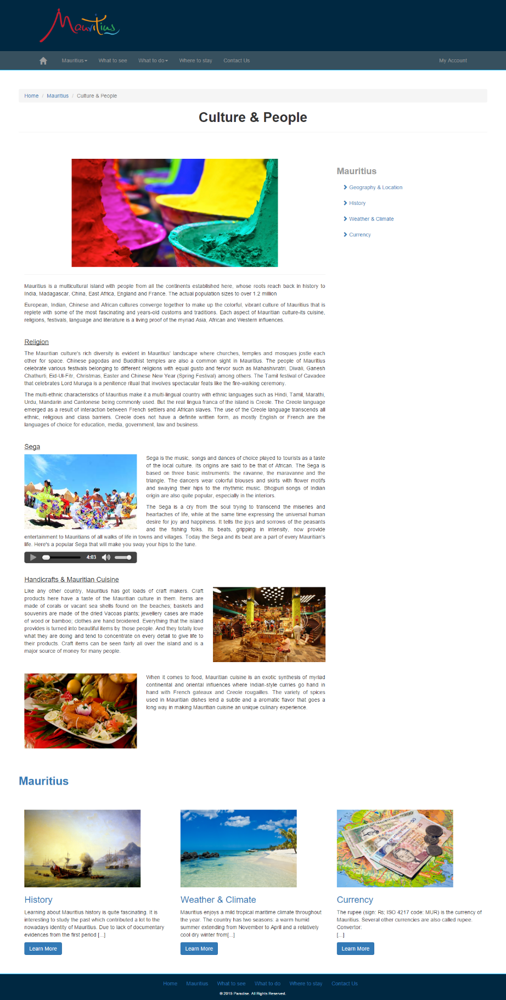 Mauritius
Mauritius
What to see
What to do
Where to stay
Contact Us
My Account
Home / Mauritius / Culture & People
Culture & People
Mauritius
Geography & Location
History
Weather & Climate
Currency
Mauritius is a multicultural island with people from all the continents established here, whose roots reach back in history to
India, Madagascar, China, East Africa, England and France. The actual population sizes to over 1.2 million
European, Indian, Chinese and African cultures converge together to make up the colorful, vibrant culture of Mauritius that is
replete with some of the most fascinating and years-old customs and traditions. Each aspect of Mauritian culture-its cuisine,
religions, festivals, language and literature is a living proof of the myriad Asia, African and Western influences.
Religion
The Mauritian culture's rich diversity is evident in Mauritius' landscape where churches, temples and mosques jostle each
other for space. Chinese pagodas and Buddhist temples are also a common sight in Mauritius. The people of Mauritius
celebrate various festivals belonging to different religions with equal gusto and fervor such as Mahashivratri, Diwali, Ganesh
Chathurti, Eid-Ul-Fitr, Christmas, Easter and Chinese New Year (Spring Festival) among others. The Tamil festival of Cavadee
that celebrates Lord Muruga is a penitence ritual that involves spectacular feats like the fire-walking ceremony.
The multi-ethnic characteristics of Mauritius make it a multi-lingual country with ethnic languages such as Hindi, Tamil, Marathi,
Urdu, Mandarin and Cantonese being commonly used. But the real lingua franca of the island is Creole. The Creole language
emerged as a result of interaction between French settlers and African slaves. The use of the Creole language transcends all
ethnic, religious and class barriers. Creole does not have a definite written form, as mostly English or French are the
languages of choice for education, media, government, law and business.
Sega
Sega is the music, songs and dances of choice played to tourists as a taste
of the local culture. Its origins are said to be that of African. The Sega is
based on three basic instruments: the ravanne, the maravanne and the
triangle. The dancers wear colorful blouses and skirts with flower motifs
and swaying their hips to the rhythmic music. Bhojpuri songs of Indian
origin are also quite popular, especially in the interiors.
The Sega is a cry from the soul trying to transcend the miseries and
heartaches of life, while at the same time expressing the universal human
desire for joy and happiness. It tells the joys and sorrows of the peasants
and the fishing folks. Its beats, gripping in intensity, now provide
entertainment to Mauritians of all walks of life in towns and villages. Today the Sega and its beat are a part of every Mauritian's
life. Here's a popular Sega that will make you sway your hips to the tune.
4:03
Handicrafts & Mauritian Cuisine
Like any other country, Mauritius has got loads of craft makers. Craft
products here have a taste of the Mauritian culture in them. Items are
made of corals or vacant sea shells found on the beaches; baskets and
souvenirs are made of the dried Vacoas plants; jewellery cases are made
of wood or bamboo; clothes are hand broidered. Everything that the island
provides is turned into beautiful items by those people. And they totally love
what they are doing and tend to concentrate on every detail to give life to
their products. Craft items can be seen fairly all over the island and is a
major source of money for many people.
When it comes to food, Mauritian cuisine is an exotic synthesis of myriad
continental and oriental influences where Indian-style curries go hand in
hand with French gateaux and Creole rougailles. The variety of spices
used in Mauritian dishes lend a subtle and a aromatic flavor that goes a
long way in making Mauritian cuisine an unique culinary experience.
Mauritius
History
Learning about Mauritius history is quite fascinating. It is
interesting to study the past which contributed a lot to the
nowadays identity of Mauritius. Due to lack of documentary
evidences from the first period [...]
Learn More
Weather & Climate
Mauritius enjoys a mild tropical maritime climate throughout
the year. The country has two seasons: a warm humid
summer extending from November to April and a relatively
cool dry winter from[...]
Learn More
Currency
The rupee (sign: Rs; ISO 4217 code: MUR) is the currency of
Mauritius. Several other currencies are also called rupee.
Convertor:
[...]
Learn More
Home Mauritius What to see What to do Where to stay Contact Us
© 2015 Paradise. All Rights Reserved.